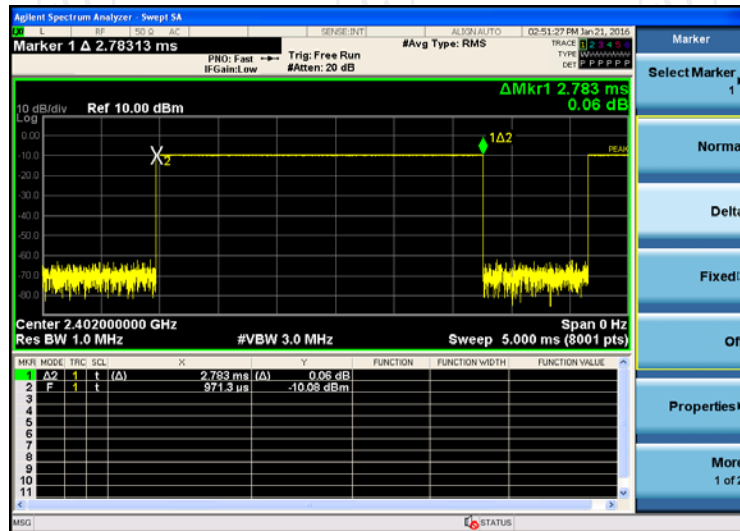 Agilent Spectrum Analyzer - Swept SA
L RF 50 Ω AC SENSE:INT ALIGN AUTO 02:51:27 PM Jan 21, 2016
Marker 1 Δ 2.78313 ms
PNO: Fast
IFGain:Low
Trig: Free Run
#Atten: 20 dB
#Avg Type: RMS
TRACE 1 2 3 4 5 6
TYPE WWWWWW
DET P P P P P P
ΔMkr1 2.783 ms
0.06 dB
10 dB/div Ref 10.00 dBm
Log
0.00
-10.0
-20.0
-30.0
-40.0
-50.0
-60.0
-70.0
-80.0
X2
1Δ2
PEAK
Center 2.402000000 GHz Span 0 Hz
Res BW 1.0 MHz #VBW 3.0 MHz Sweep 5.000 ms (8001 pts)
MKR MODE TRC SCL X Y FUNCTION FUNCTION WIDTH FUNCTION VALUE
1 Δ2 1 t (Δ) 2.783 ms (Δ) 0.06 dB
2 F 1 t 971.3 µs -10.08 dBm
3
4
5
6
7
8
9
10
11
MSG STATUS
Marker
Select Marker
1
Norma
Delta
Fixed
Of
Properties
More
1 of 2